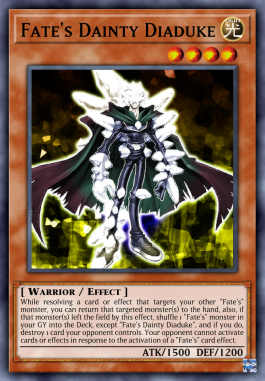 Fate's Dainty Diaduke
LIGHT
光
[ Warrior / Effect ]
While resolving a card or effect that targets your other "Fate's"
monster, you can return that targeted monster(s) to the hand, also, if
that monster(s) left the field by this effect, shuffle 1 "Fate's" monster in
your GY into the Deck, except "Fate's Dainty Diaduke", and if you do,
destroy 1 card your opponent controls. Your opponent cannot activate
cards or effects in response to the activation of a "Fate's" card effect.
ATK/1500 DEF/1200